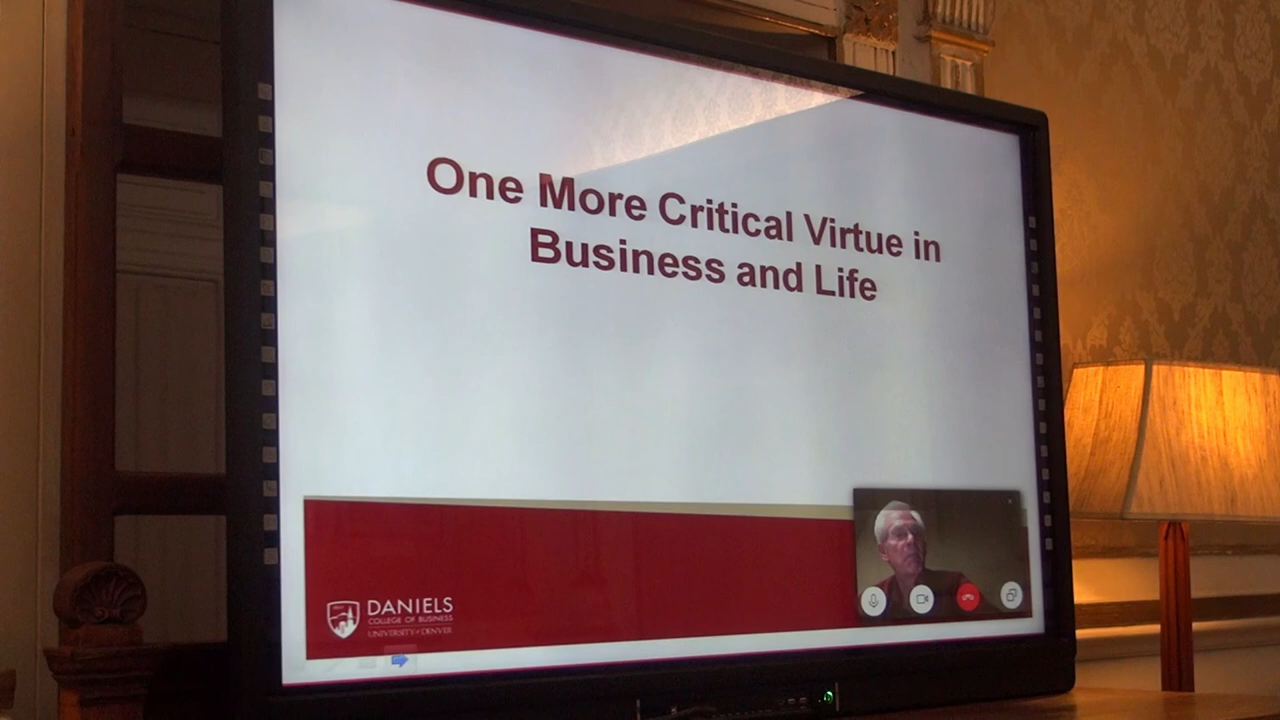 One More Critical Virtue in
Business and Life
DANIELS
COLLEGE OF BUSINESS
UNIVERSITY OF DENVER